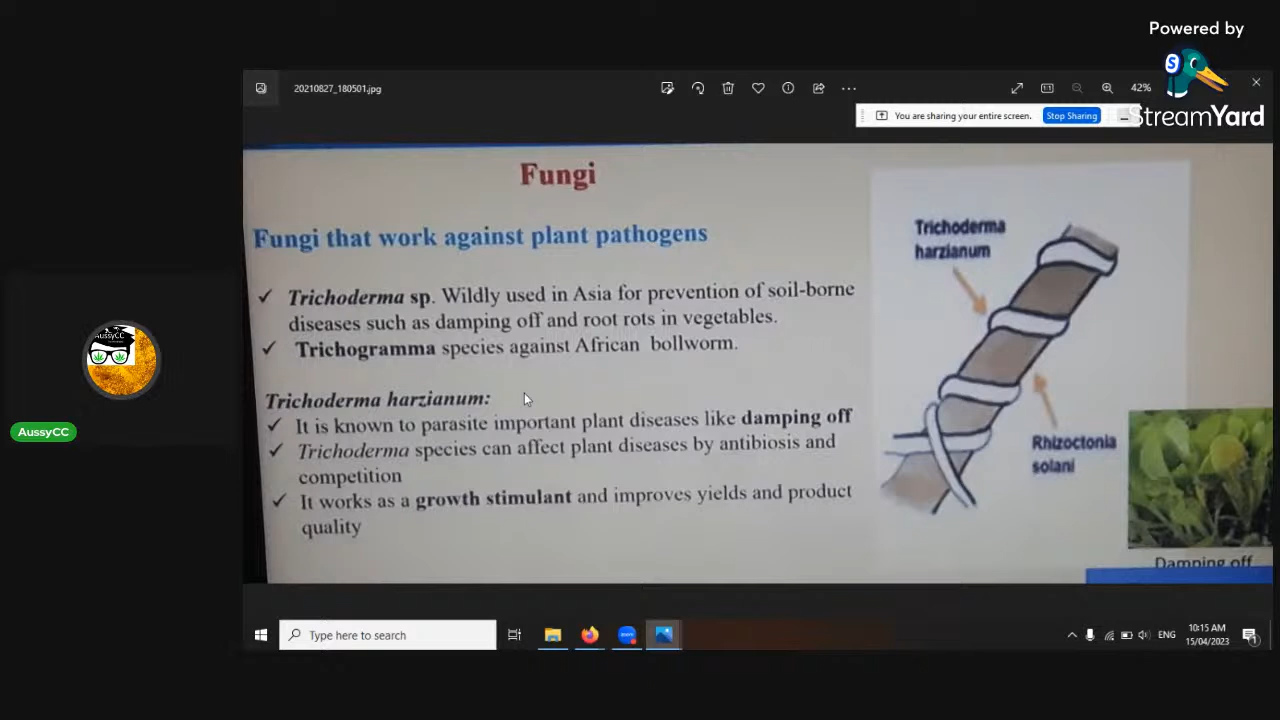 Powered by
StreamYard
20210827_180501.jpg
42%
You are sharing your entire screen.
Stop Sharing
Fungi
Fungi that work against plant pathogens
✓ Trichoderma sp. Wildly used in Asia for prevention of soil-borne
diseases such as damping off and root rots in vegetables.
✓ Trichogramma species against African bollworm.
Trichoderma harzianum:
✓ It is known to parasite important plant diseases like damping off
✓ Trichoderma species can affect plant diseases by antibiosis and
competition
✓ It works as a growth stimulant and improves yields and product
quality
Trichoderma
harzianum
Rhizoctonia
solani
Damping off
AussyCC
AussyCC
Type here to search
zoom
ENG
10:15 AM
15/04/2023
1